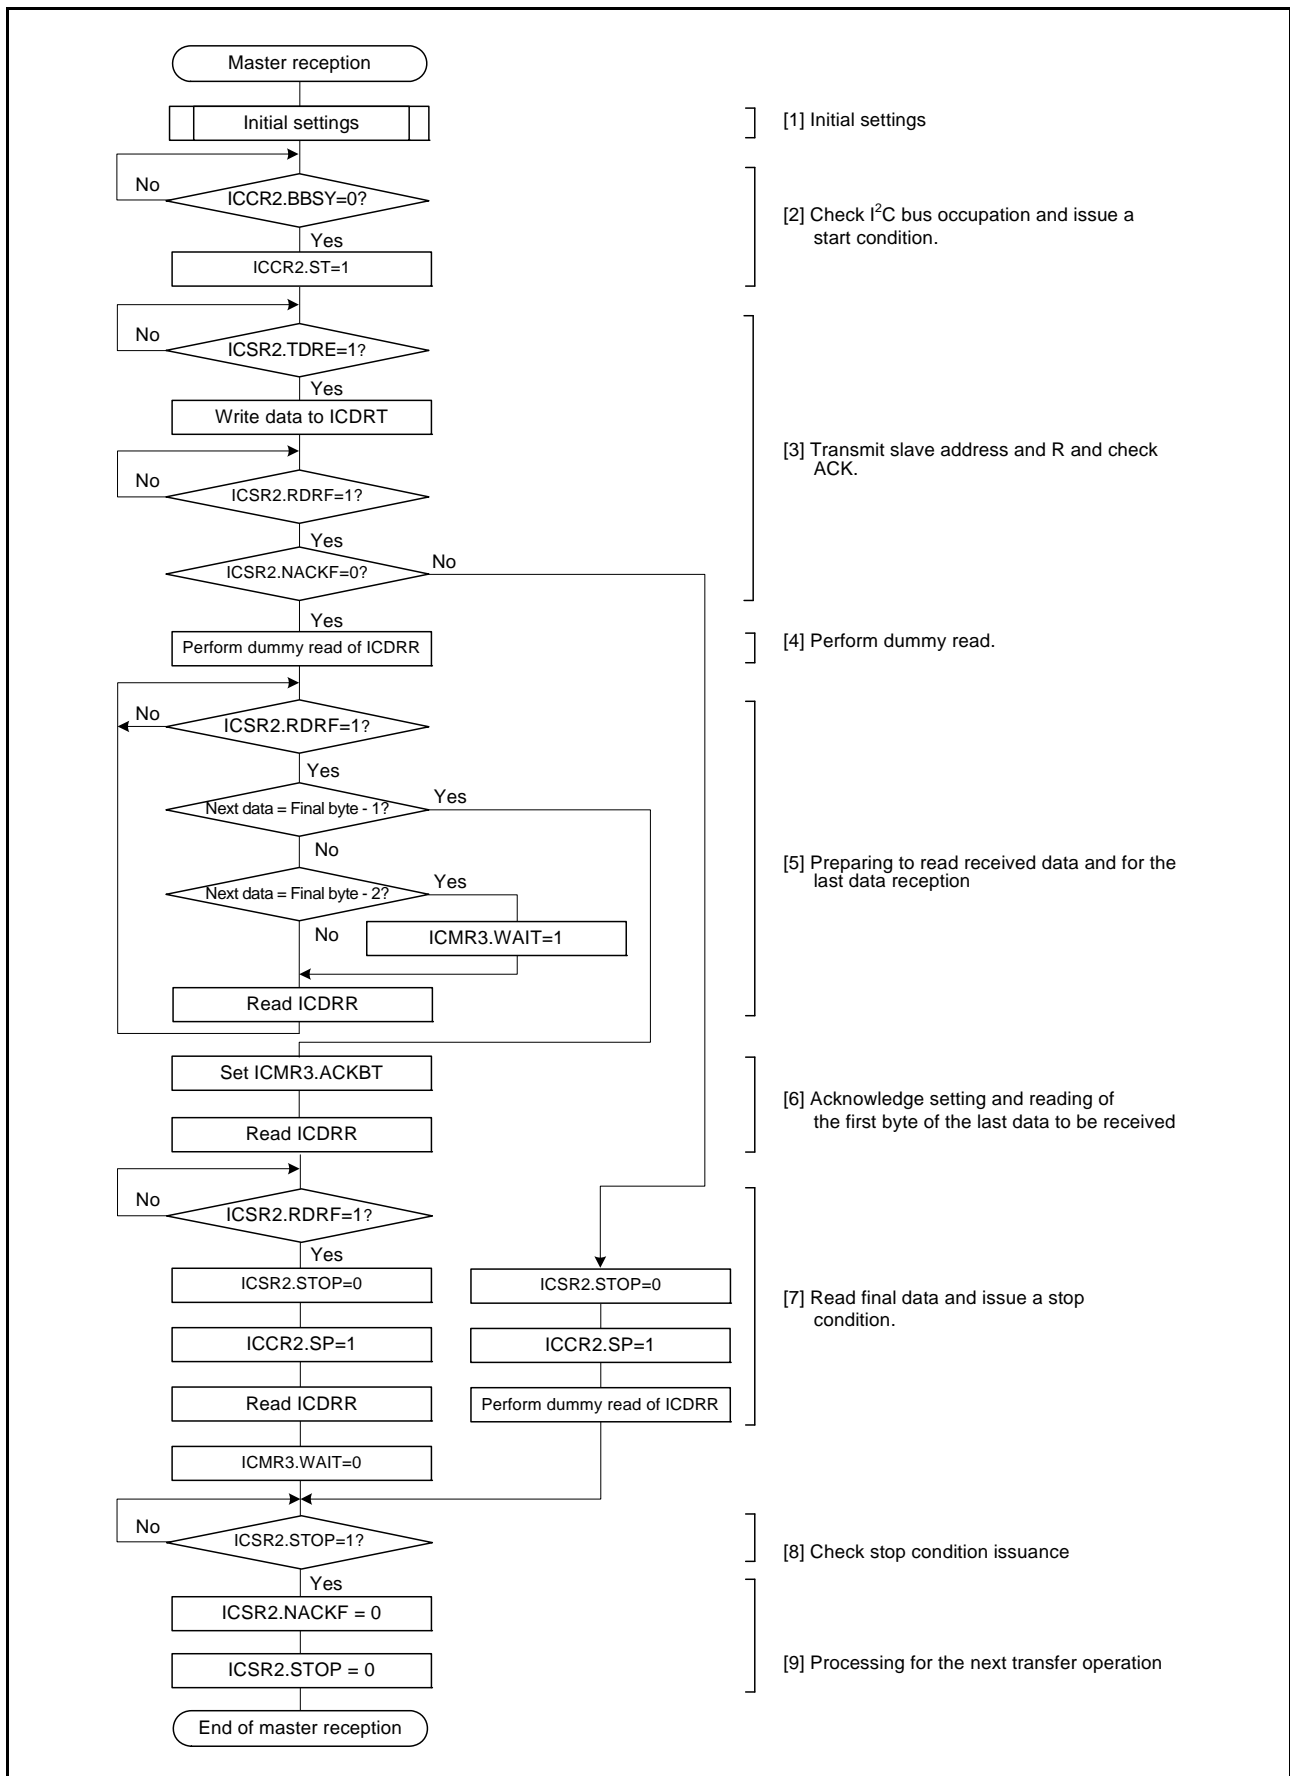 Master reception
Initial settings
[1] Initial settings
No
ICCR2.BBSY=0?
Yes
ICCR2.ST=1
[2] Check I²C bus occupation and issue a
start condition.
No
ICSR2.TDRE=1?
Yes
Write data to ICDRT
No
ICSR2.RDRF=1?
Yes
ICSR2.NACKF=0?
No
[3] Transmit slave address and R and check
ACK.
Yes
Perform dummy read of ICDRR
[4] Perform dummy read.
No
ICSR2.RDRF=1?
Yes
Next data = Final byte - 1?
Yes
No
Next data = Final byte - 2?
Yes
No
ICMR3.WAIT=1
Read ICDRR
[5] Preparing to read received data and for the
last data reception
Set ICMR3.ACKBT
Read ICDRR
[6] Acknowledge setting and reading of
the first byte of the last data to be received
No
ICSR2.RDRF=1?
Yes
ICSR2.STOP=0
ICCR2.SP=1
Read ICDRR
ICMR3.WAIT=0
ICSR2.STOP=0
ICCR2.SP=1
Perform dummy read of ICDRR
[7] Read final data and issue a stop
condition.
No
ICSR2.STOP=1?
Yes
[8] Check stop condition issuance
ICSR2.NACKF = 0
ICSR2.STOP = 0
[9] Processing for the next transfer operation
End of master reception